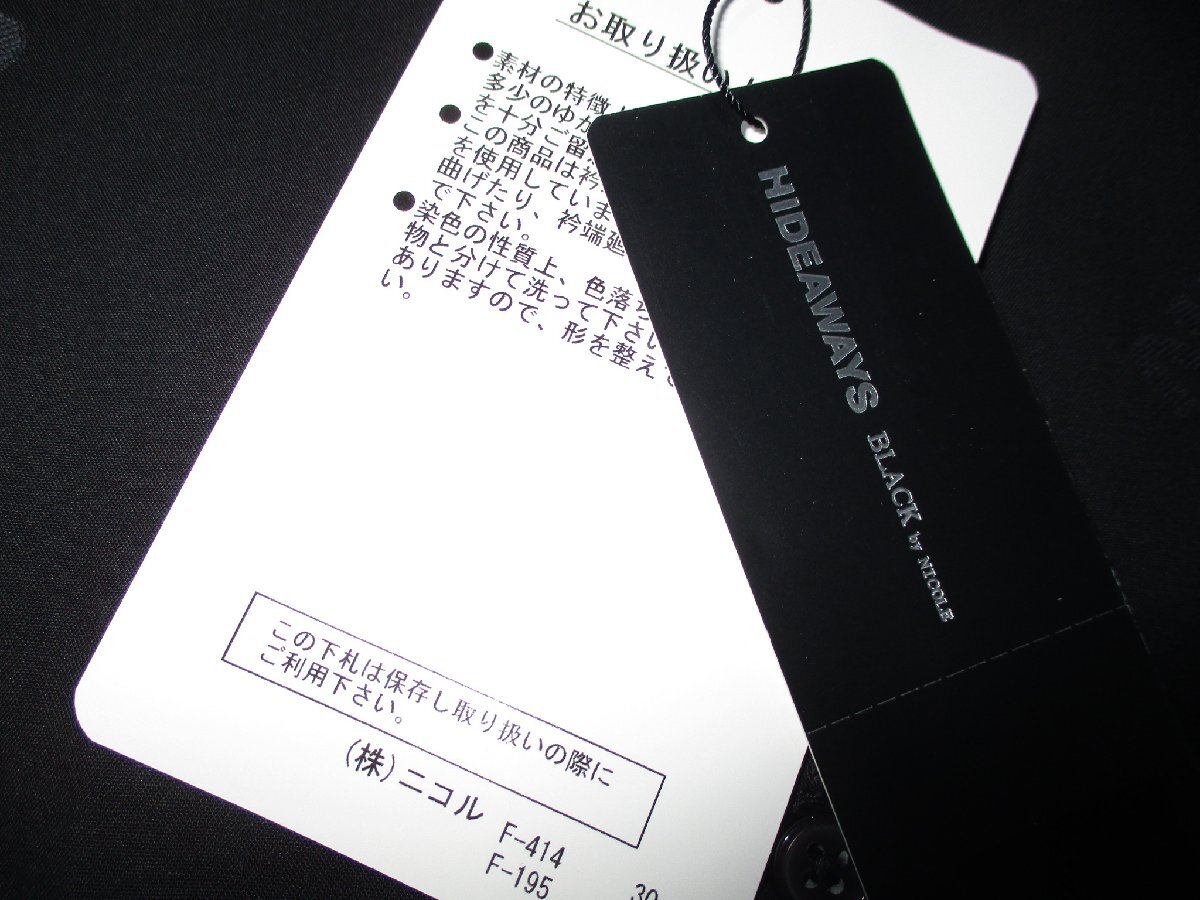 お取り扱い
素材の特徴
多少のゆが
を十分ご留
この商品は衿
を使用していま
曲げたり、衿端延
で下さい。
染色の性質上、色落ち
物と分けて洗って下さい
ありますので、形を整え
い。
この下札は保存し取り扱いの際に
ご利用下さい。
(株)ニコル
F-414
F-195
30
HIDEAWAYS BLACK by NICOLE